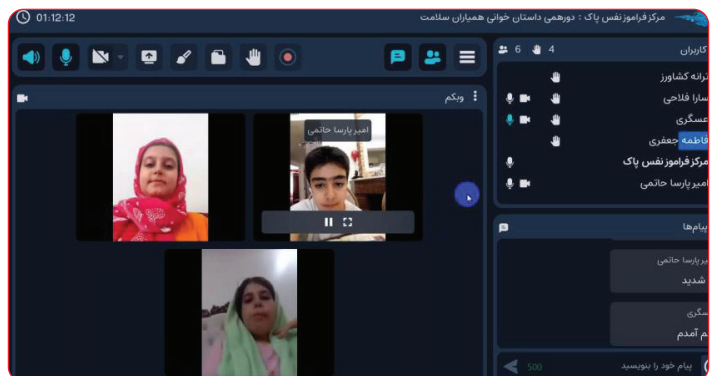 01:12:12
مرکز فراموز نفس پاک : دورهمی داستان خوانی همیاران سلامت
کاربران
4
6
ترانه کشاورز
سارا فلاحی
عسگری
فاطمه جعفری
مرکز فراموز نفس پاک
امیر پارسا حاتمی
وبکم
امیر پارسا حاتمی
پیام‌ها
پارسا حاتمی
شدید
آمدم
پیام خود را بنویسید
500